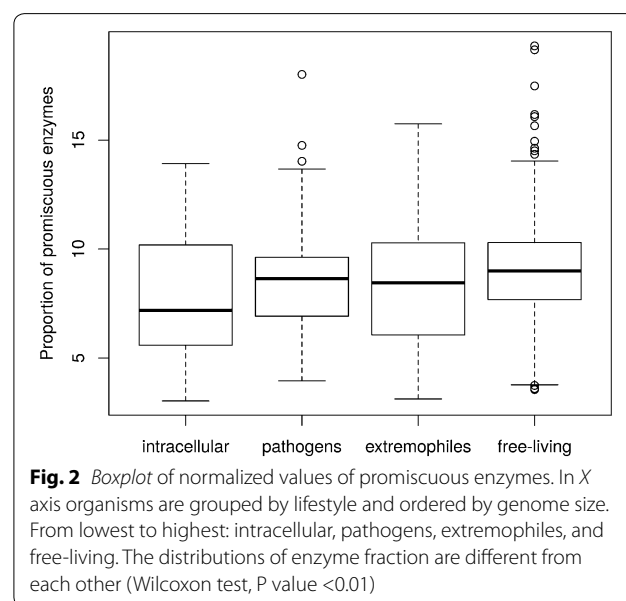 Proportion of promiscuous enzymes
15
10
5
intracellular pathogens extremophiles free-living
Fig. 2 Boxplot of normalized values of promiscuous enzymes. In X
axis organisms are grouped by lifestyle and ordered by genome size.
From lowest to highest: intracellular, pathogens, extremophiles, and
free-living. The distributions of enzyme fraction are different from
each other (Wilcoxon test, P value <0.01)